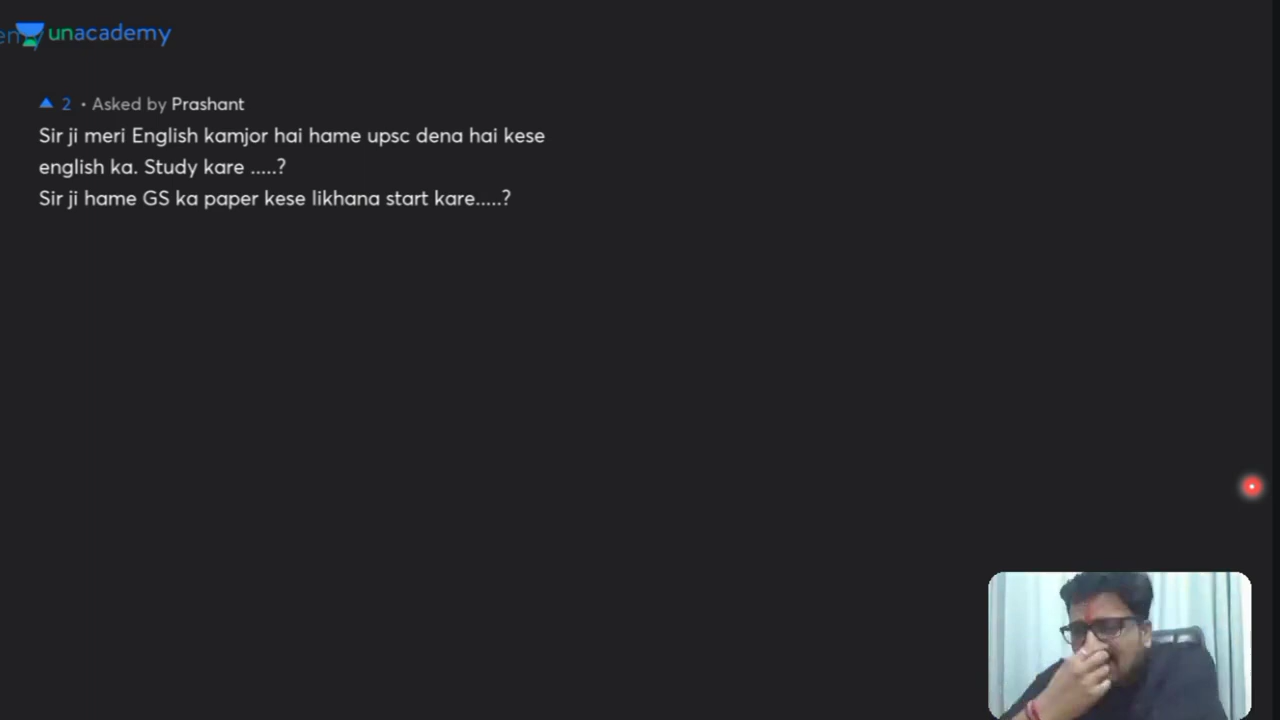 unacademy
▲ 2 • Asked by Prashant
Sir ji meri English kamjor hai hame upsc dena hai kese
english ka. Study kare .....?
Sir ji hame GS ka paper kese likhana start kare.....?